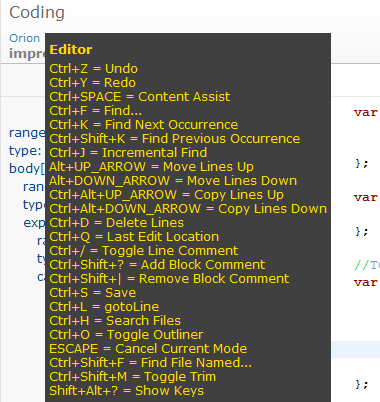 Coding
Orion
impre
Editor
Ctrl+Z = Undo
Ctrl+Y = Redo
Ctrl+SPACE = Content Assist
Ctrl+F = Find...
Ctrl+K = Find Next Occurrence
Ctrl+Shift+K = Find Previous Occurrence
Ctrl+J = Incremental Find
Alt+UP_ARROW = Move Lines Up
Alt+DOWN_ARROW = Move Lines Down
Ctrl+Alt+UP_ARROW = Copy Lines Up
Ctrl+Alt+DOWN_ARROW = Copy Lines Down
Ctrl+D = Delete Lines
Ctrl+Q = Last Edit Location
Ctrl+/ = Toggle Line Comment
Ctrl+Shift+? = Add Block Comment
Ctrl+Shift+| = Remove Block Comment
Ctrl+S = Save
Ctrl+L = gotoLine
Ctrl+H = Search Files
Ctrl+O = Toggle Outliner
ESCAPE = Cancel Current Mode
Ctrl+Shift+F = Find File Named...
Ctrl+Shift+M = Toggle Trim
Shift+Alt+? = Show Keys
range
type:
body[
ran
typ
exp
ra
ty
ca
var
};
var
};
//TO
var
};